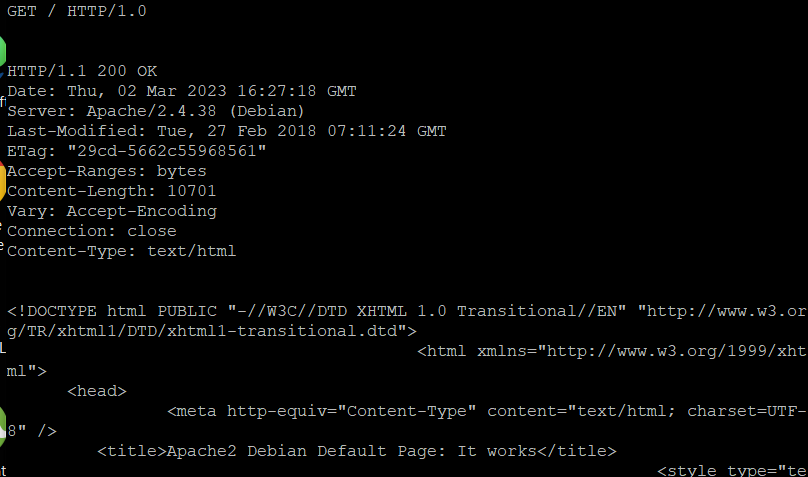 GET / HTTP/1.0
HTTP/1.1 200 OK
Date: Thu, 02 Mar 2023 16:27:18 GMT
Server: Apache/2.4.38 (Debian)
Last-Modified: Tue, 27 Feb 2018 07:11:24 GMT
ETag: "29cd-5662c55968561"
Accept-Ranges: bytes
Content-Length: 10701
Vary: Accept-Encoding
Connection: close
Content-Type: text/html
<!DOCTYPE html PUBLIC "-//W3C//DTD XHTML 1.0 Transitional//EN" "http://www.w3.or
g/TR/xhtml1/DTD/xhtml1-transitional.dtd">
<html xmlns="http://www.w3.org/1999/xht
ml">
<head>
<meta http-equiv="Content-Type" content="text/html; charset=UTF-
8" />
<title>Apache2 Debian Default Page: It works</title>
<style type="te